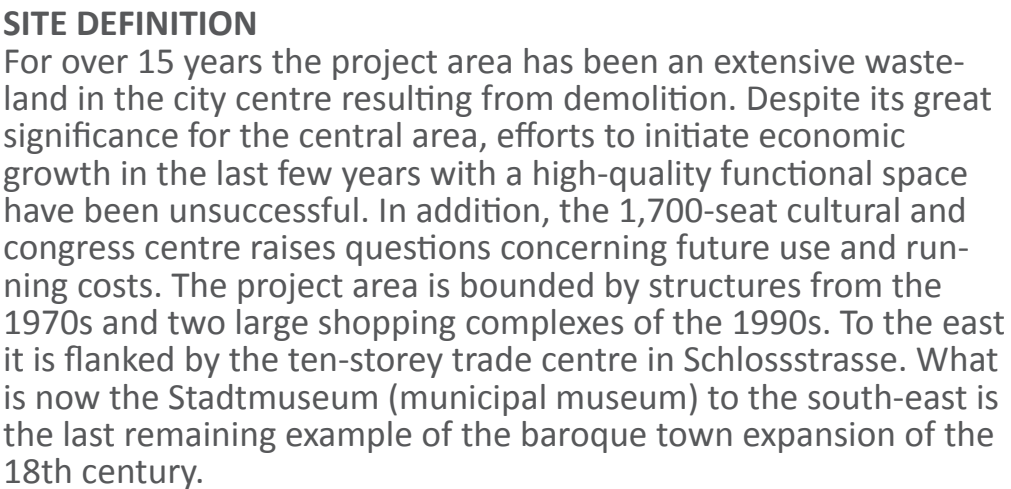 SITE DEFINITION
For over 15 years the project area has been an extensive waste-
land in the city centre resulting from demolition. Despite its great
significance for the central area, efforts to initiate economic
growth in the last few years with a high-quality functional space
have been unsuccessful. In addition, the 1,700-seat cultural and
congress centre raises questions concerning future use and run-
ning costs. The project area is bounded by structures from the
1970s and two large shopping complexes of the 1990s. To the east
it is flanked by the ten-storey trade centre in Schlossstrasse. What
is now the Stadtmuseum (municipal museum) to the south-east is
the last remaining example of the baroque town expansion of the
18th century.